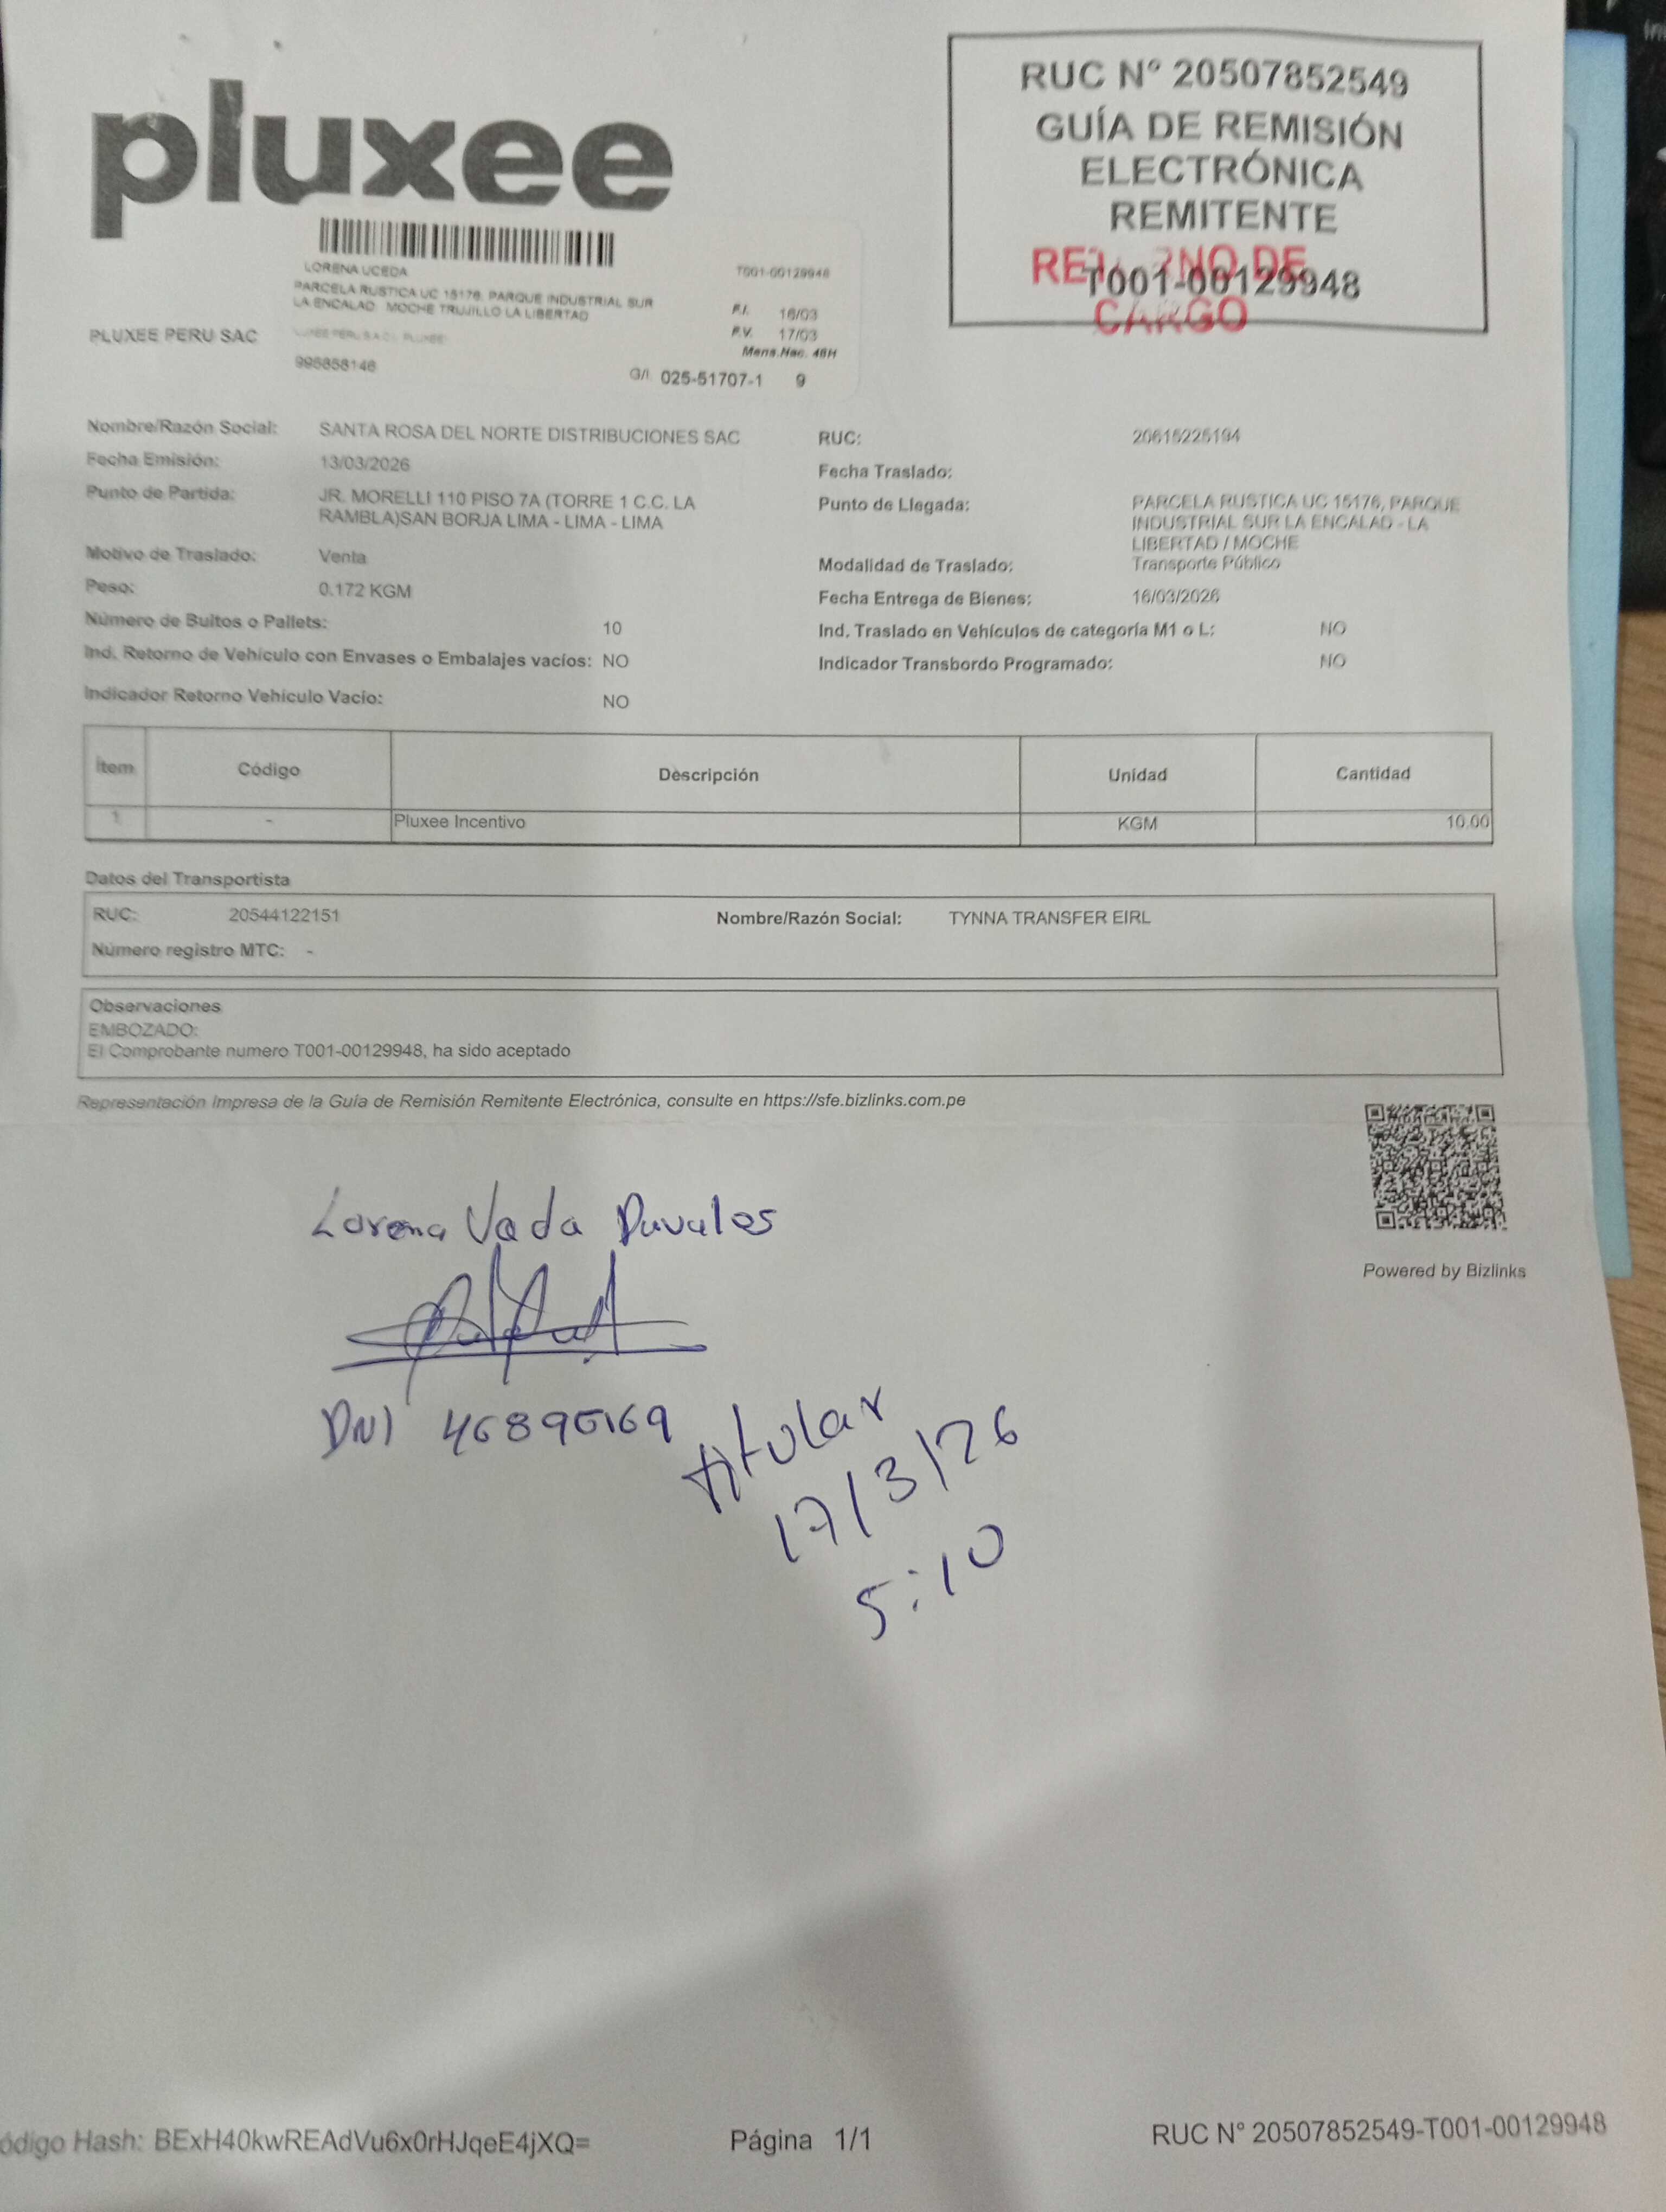 pluxee
RUC N° 20507852549
GUÍA DE REMISIÓN
ELECTRÓNICA
REMITENTE
T001-00129948
DE
CARGO
LORENA UCEDA
T001-00129948
PARCELA RUSTICA UC 15176, PARQUE INDUSTRIAL SUR
LA ENCALAD MOCHE TRUJILLO LA LIBERTAD
F.I. 16/03
F.V. 17/03
Mens.Nac. 48H
PLUXEE PERU SAC
995858146
G/I 025-51707-1 9
Nombre/Razón Social: SANTA ROSA DEL NORTE DISTRIBUCIONES SAC
RUC: 20615225194
Fecha Emisión: 13/03/2026
Fecha Traslado:
Punto de Partida: JR. MORELLI 110 PISO 7A (TORRE 1 C.C. LA
RAMBLA)SAN BORJA LIMA - LIMA - LIMA
Punto de Llegada: PARCELA RUSTICA UC 15176, PARQUE
INDUSTRIAL SUR LA ENCALAD - LA
LIBERTAD / MOCHE
Motivo de Traslado: Venta
Modalidad de Traslado: Transporte Público
Peso: 0.172 KGM
Fecha Entrega de Bienes: 16/03/2026
Número de Bultos o Pallets: 10
Ind. Traslado en Vehículos de categoría M1 o L: NO
Ind. Retorno de Vehículo con Envases o Embalajes vacíos: NO
Indicador Transbordo Programado: NO
Indicador Retorno Vehículo Vacío: NO
Ítem Código Descripción Unidad Cantidad
1 - Pluxee Incentivo KGM 10.00
Datos del Transportista
RUC: 20544122151 Nombre/Razón Social: TYNNA TRANSFER EIRL
Número registro MTC: -
Observaciones
EMBOZADO:
El Comprobante numero T001-00129948, ha sido aceptado
Representación Impresa de la Guía de Remisión Remitente Electrónica, consulte en https://sfe.bizlinks.com.pe
Powered by Bizlinks
Lorena
DNI
titular
17/3/26
5:10
ódigo Hash: BExH40kwREAdVu6x0rHJqeE4jXQ=
Página 1/1
RUC N° 20507852549-T001-00129948